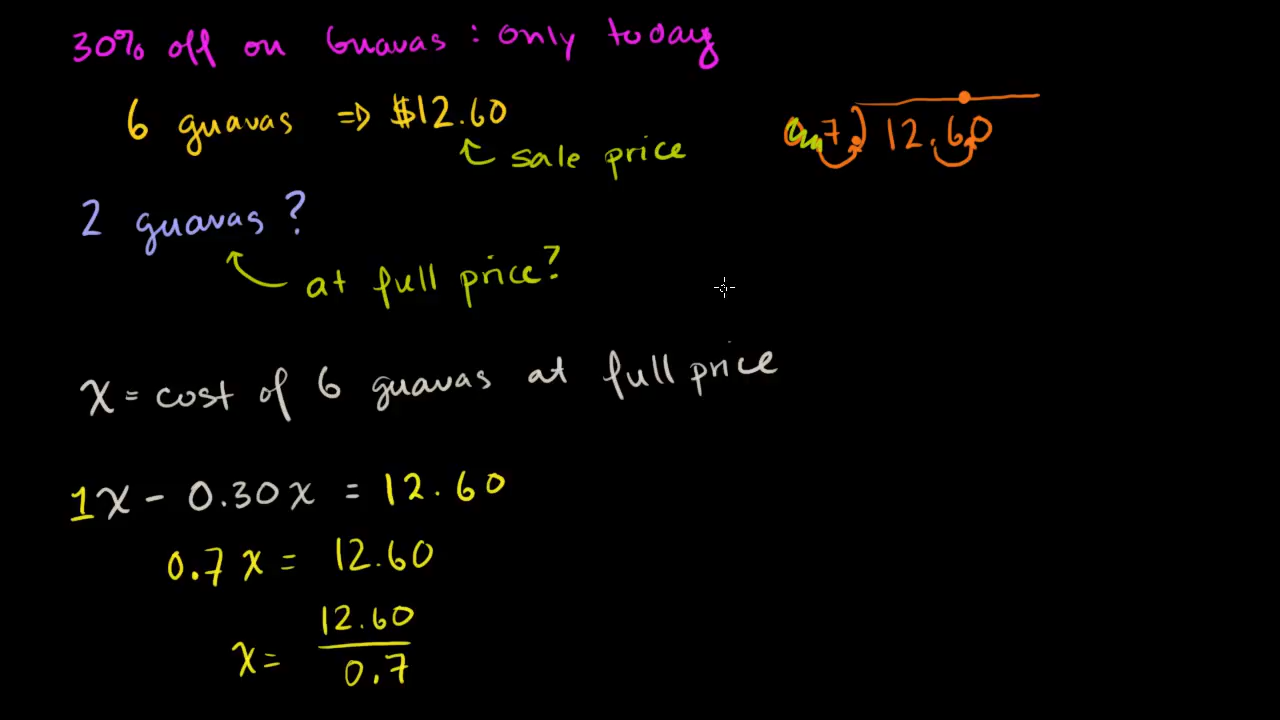 30% off on Guavas : only today
6 guavas ⇒ $12.60
sale price
0.7. ) 12.60
2 guavas ?
at full price?
x = cost of 6 guavas at full price
1x - 0.30x = 12.60
0.7x = 12.60
x = 12.60
0.7